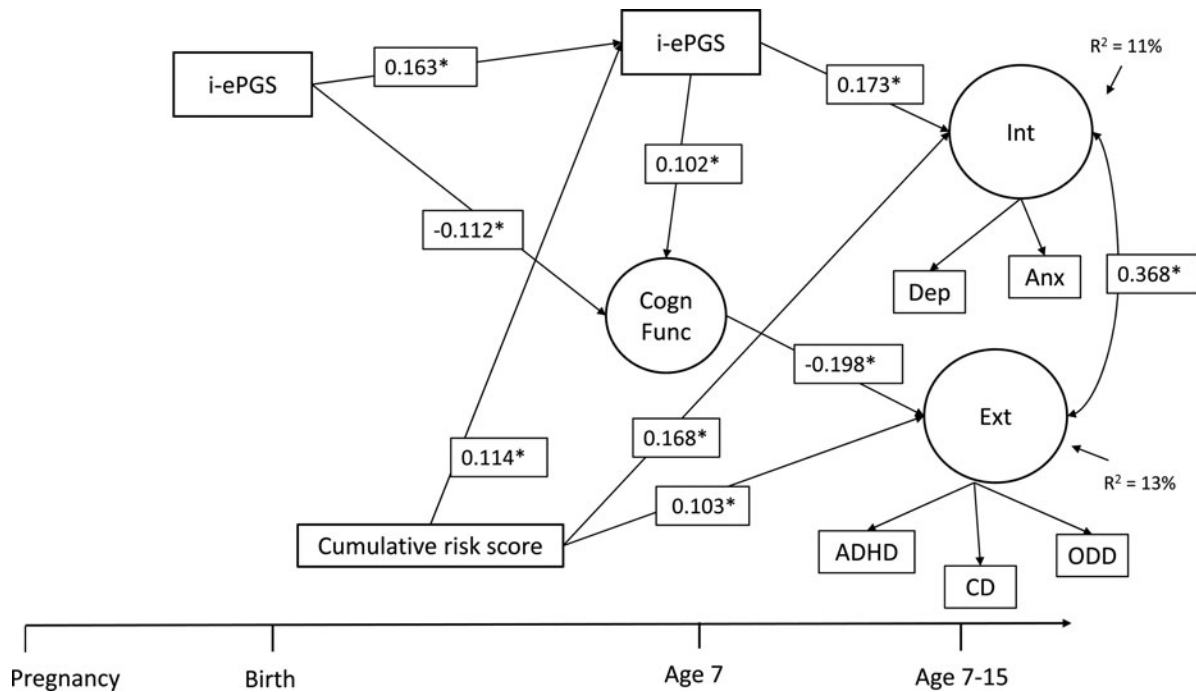 i-ePGS
R² = 11%
0.163*
i-ePGS
0.173*
Int
0.102*
-0.112*
Dep
Anx
0.368*
Cogn
Func
-0.198*
Ext
0.168*
0.114*
R² = 13%
0.103*
Cumulative risk score
ADHD
ODD
CD
Pregnancy
Birth
Age 7
Age 7-15